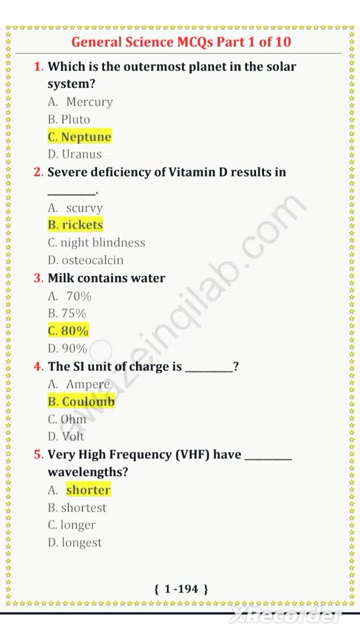 General Science MCQs Part 1 of 10
1. Which is the outermost planet in the solar
system?
A. Mercury
B. Pluto
C. Neptune
D. Uranus
2. Severe deficiency of Vitamin D results in
________.
A. scurvy
B. rickets
C. night blindness
D. osteocalcin
3. Milk contains water
A. 70%
B. 75%
C. 80%
D. 90%
4. The SI unit of charge is ________?
A. Ampere
B. Coulomb
C. Ohm
D. Volt
5. Very High Frequency (VHF) have ________
wavelengths?
A. shorter
B. shortest
C. longer
D. longest
{ 1 -194 }
awazeinqilab.com
XRecorder